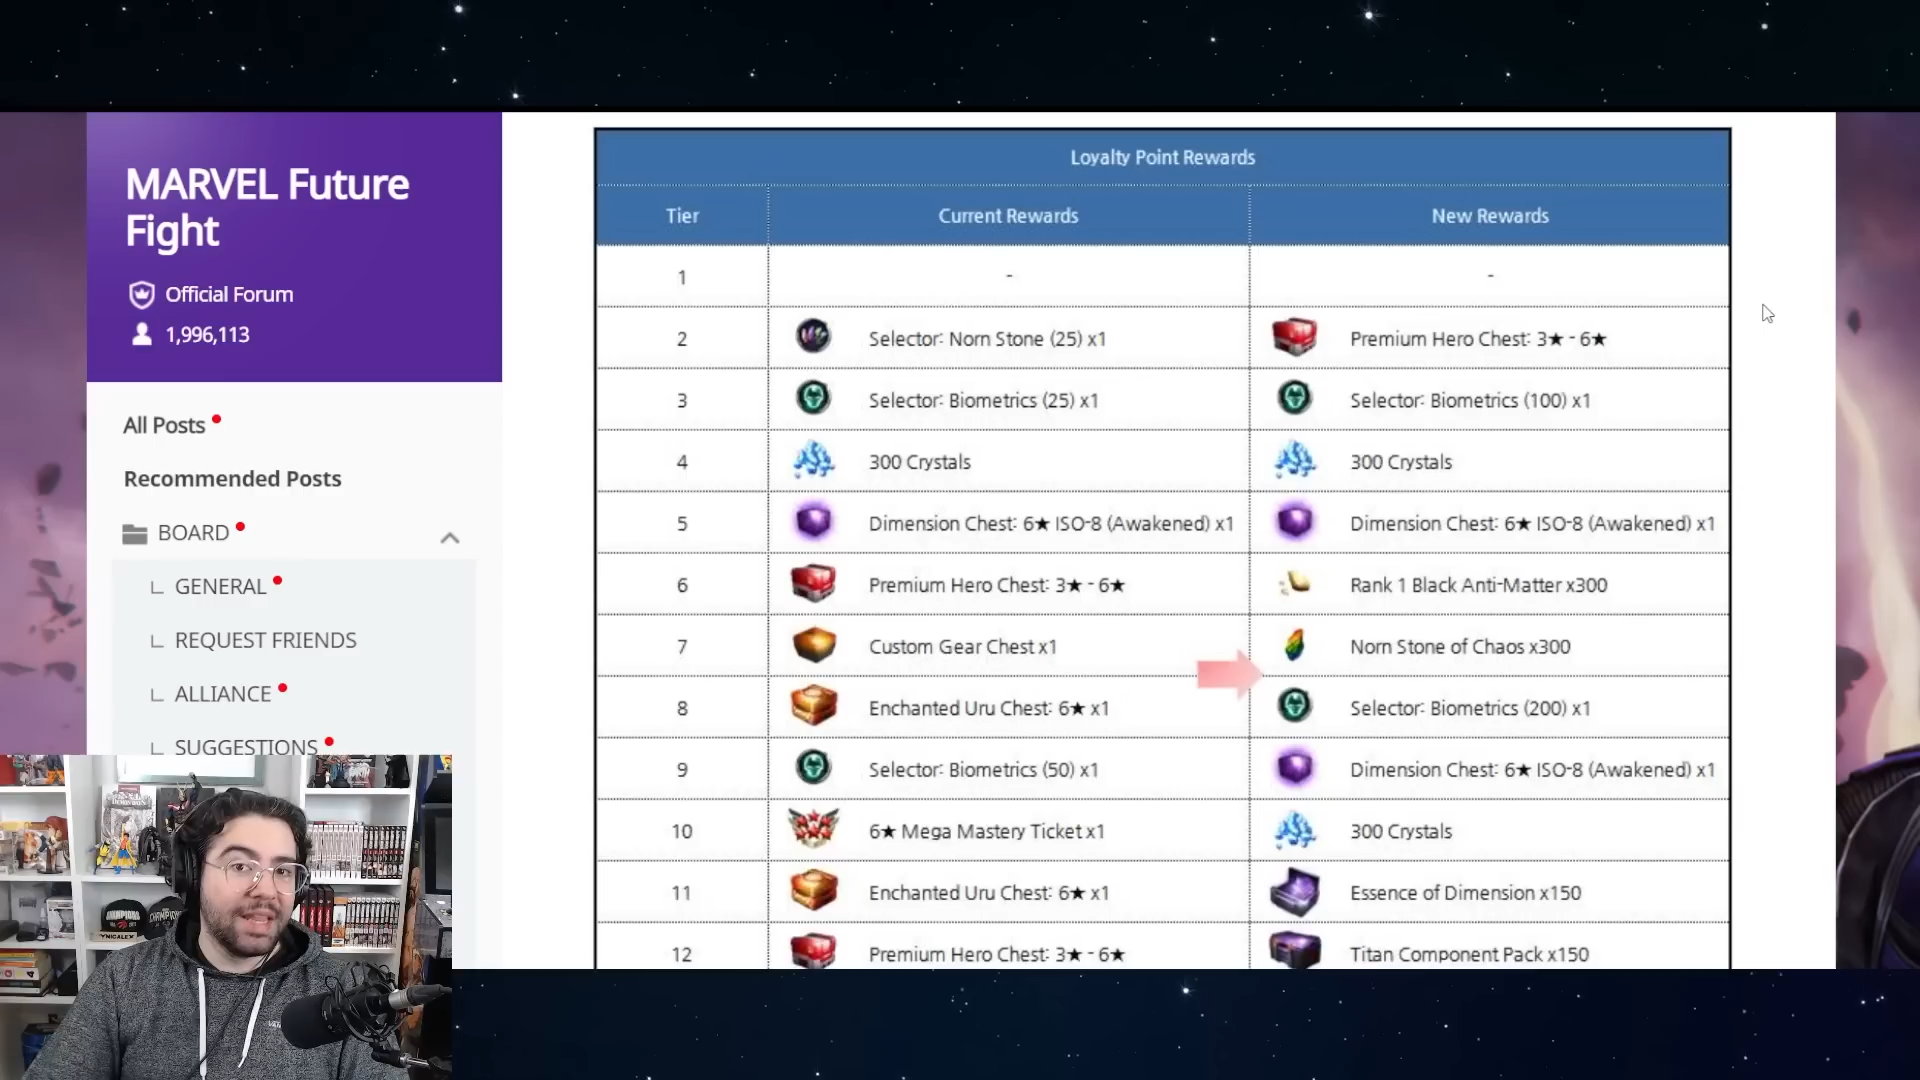 MARVEL Future
Fight
Official Forum
1,996,113
All Posts
Recommended Posts
BOARD
GENERAL
REQUEST FRIENDS
ALLIANCE
SUGGESTIONS
Loyalty Point Rewards
Tier Current Rewards New Rewards
1 - -
2 Selector: Norn Stone (25) x1 Premium Hero Chest: 3★ - 6★
3 Selector: Biometrics (25) x1 Selector: Biometrics (100) x1
4 300 Crystals 300 Crystals
5 Dimension Chest: 6★ ISO-8 (Awakened) x1 Dimension Chest: 6★ ISO-8 (Awakened) x1
6 Premium Hero Chest: 3★ - 6★ Rank 1 Black Anti-Matter x300
7 Custom Gear Chest x1 Norn Stone of Chaos x300
8 Enchanted Uru Chest: 6★ x1 Selector: Biometrics (200) x1
9 Selector: Biometrics (50) x1 Dimension Chest: 6★ ISO-8 (Awakened) x1
10 6★ Mega Mastery Ticket x1 300 Crystals
11 Enchanted Uru Chest: 6★ x1 Essence of Dimension x150
12 Premium Hero Chest: 3★ - 6★ Titan Component Pack x150